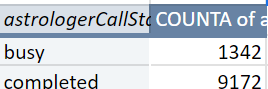 astrologerCallSta COUNTA of a
busy 1342
completed 9172